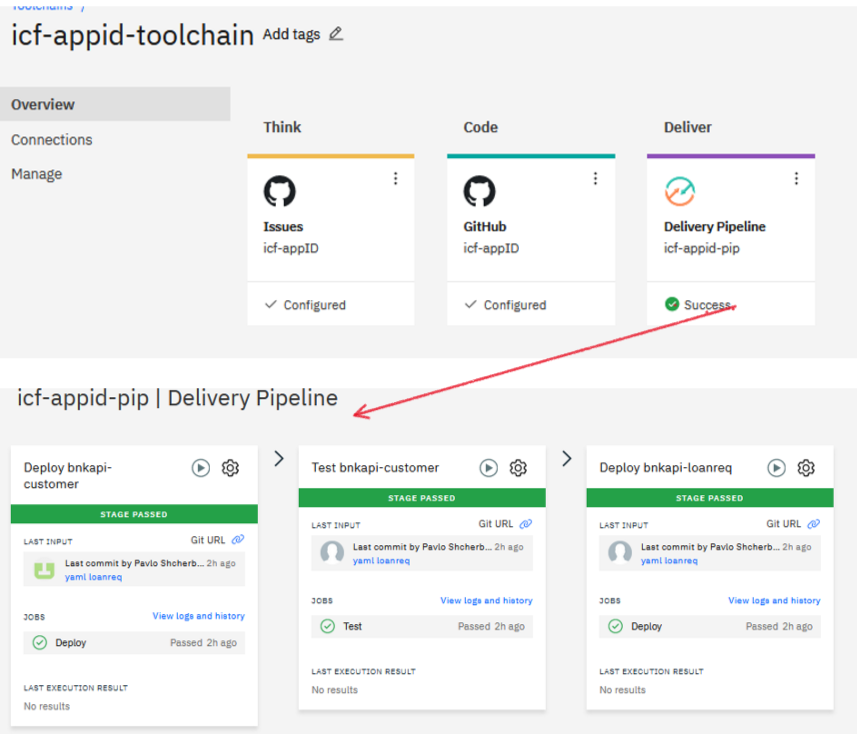 Toolchains /
icf-appid-toolchain Add tags
Overview
Connections
Manage
Think
Code
Deliver
Issues
icf-appID
Configured
GitHub
icf-appID
Configured
Delivery Pipeline
icf-appid-pip
Success
icf-appid-pip | Delivery Pipeline
Deploy bnkapi-
customer
STAGE PASSED
LAST INPUT Git URL
Last commit by Pavlo Shcherb... 2h ago
yaml loanreq
JOBS View logs and history
Deploy Passed 2h ago
LAST EXECUTION RESULT
No results
Test bnkapi-customer
STAGE PASSED
LAST INPUT Git URL
Last commit by Pavlo Shcherb... 2h ago
yaml loanreq
JOBS View logs and history
Test Passed 2h ago
LAST EXECUTION RESULT
No results
Deploy bnkapi-loanreq
STAGE PASSED
LAST INPUT Git URL
Last commit by Pavlo Shcherb... 2h ago
yaml loanreq
JOBS View logs and history
Deploy Passed 2h ago
LAST EXECUTION RESULT
No results